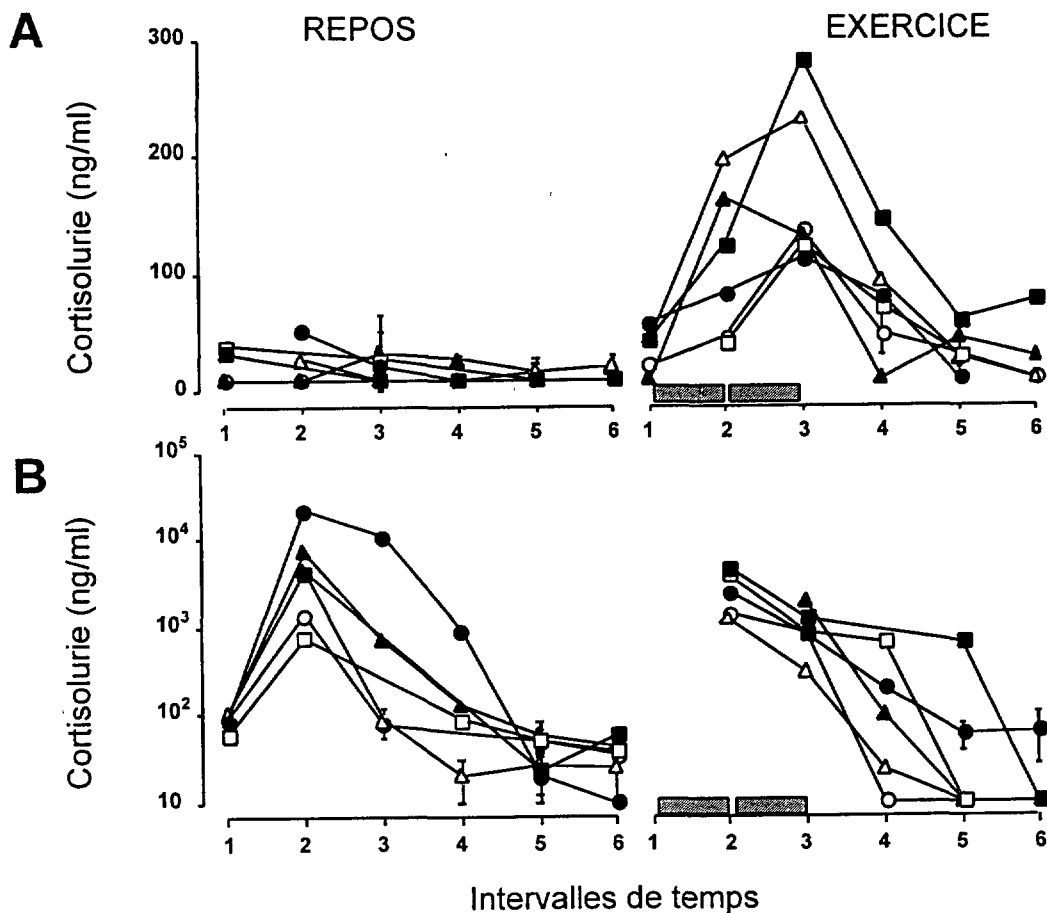 A
REPOS
EXERCICE
Cortisolurie (ng/ml)
300
200
100
0
1 2 3 4 5 6
1 2 3 4 5 6
B
Cortisolurie (ng/ml)
10⁵
10⁴
10³
10²
10
1 2 3 4 5 6
1 2 3 4 5 6
Intervalles de temps